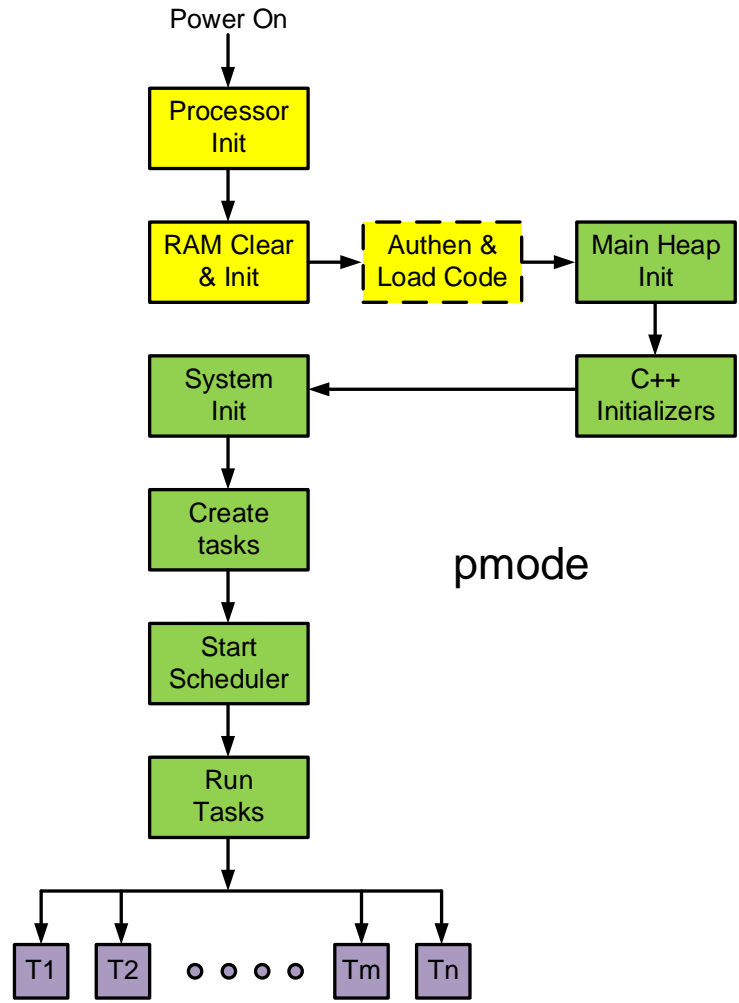 Power On
Processor
Init
RAM Clear
& Init
Authen &
Load Code
Main Heap
Init
System
Init
C++
Initializers
Create
tasks
pmode
Start
Scheduler
Run
Tasks
T1
T2
Tm
Tn